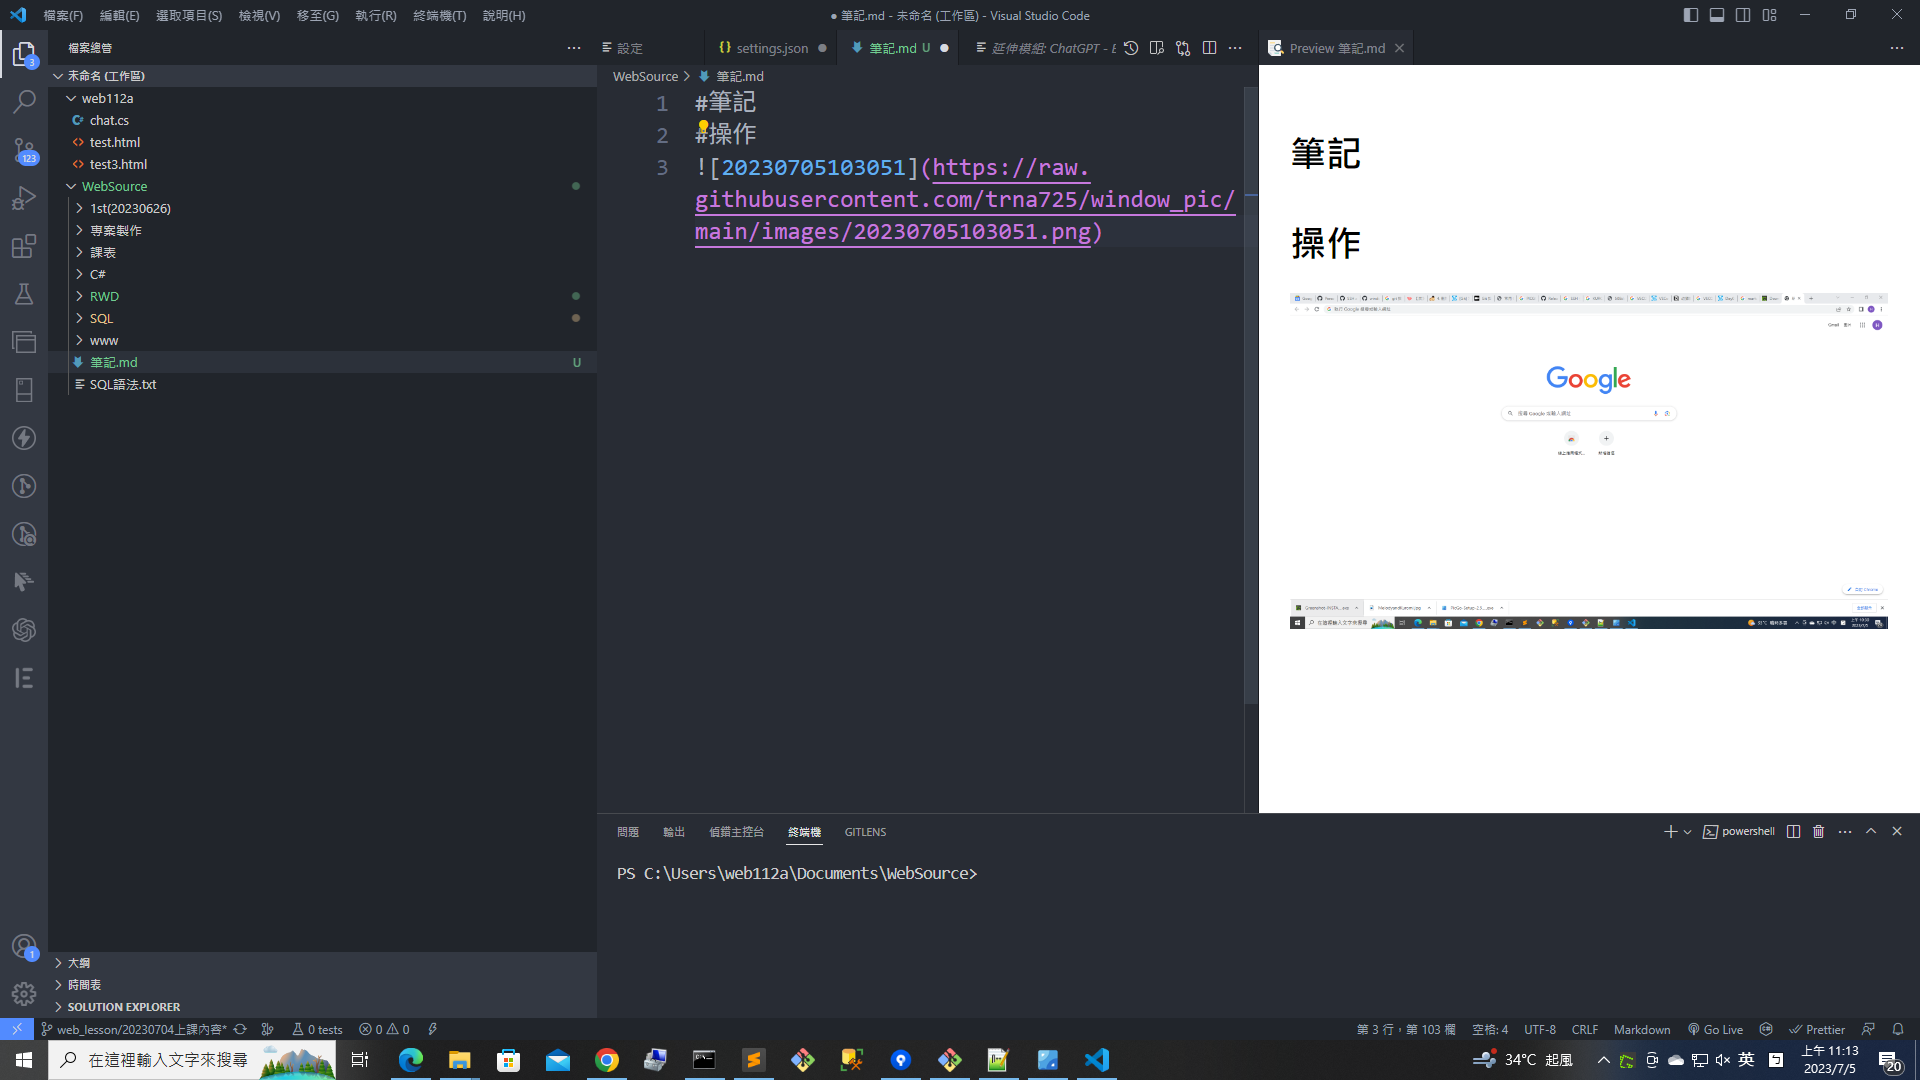 檔案(F) 編輯(E) 選取項目(S) 檢視(V) 移至(G) 執行(R) 終端機(T) 說明(H)
● 筆記.md - 未命名 (工作區) - Visual Studio Code
檔案總管
設定
settings.json
筆記.md U
延伸模組: ChatGPT - E
Preview 筆記.md
未命名 (工作區)
web112a
chat.cs
test.html
test3.html
WebSource
1st(20230626)
專案製作
課表
C#
RWD
SQL
www
筆記.md U
SQL語法.txt
WebSource > 筆記.md
1 #筆記
2 #操作
3 ![20230705103051](https://raw.
githubusercontent.com/trna725/window_pic/
main/images/20230705103051.png)
筆記
操作
Google
問題 輸出 偵錯主控台 終端機 GITLENS
powershell
PS C:\Users\web112a\Documents\WebSource>
大綱
時間表
SOLUTION EXPLORER
3
123
1
web_lesson/20230704上課內容* 0 tests 0 0
第 3 行，第 103 欄 空格: 4 UTF-8 CRLF Markdown Go Live Prettier
在這裡輸入文字來搜尋
34°C 起風
英
上午 11:13
2023/7/5
20